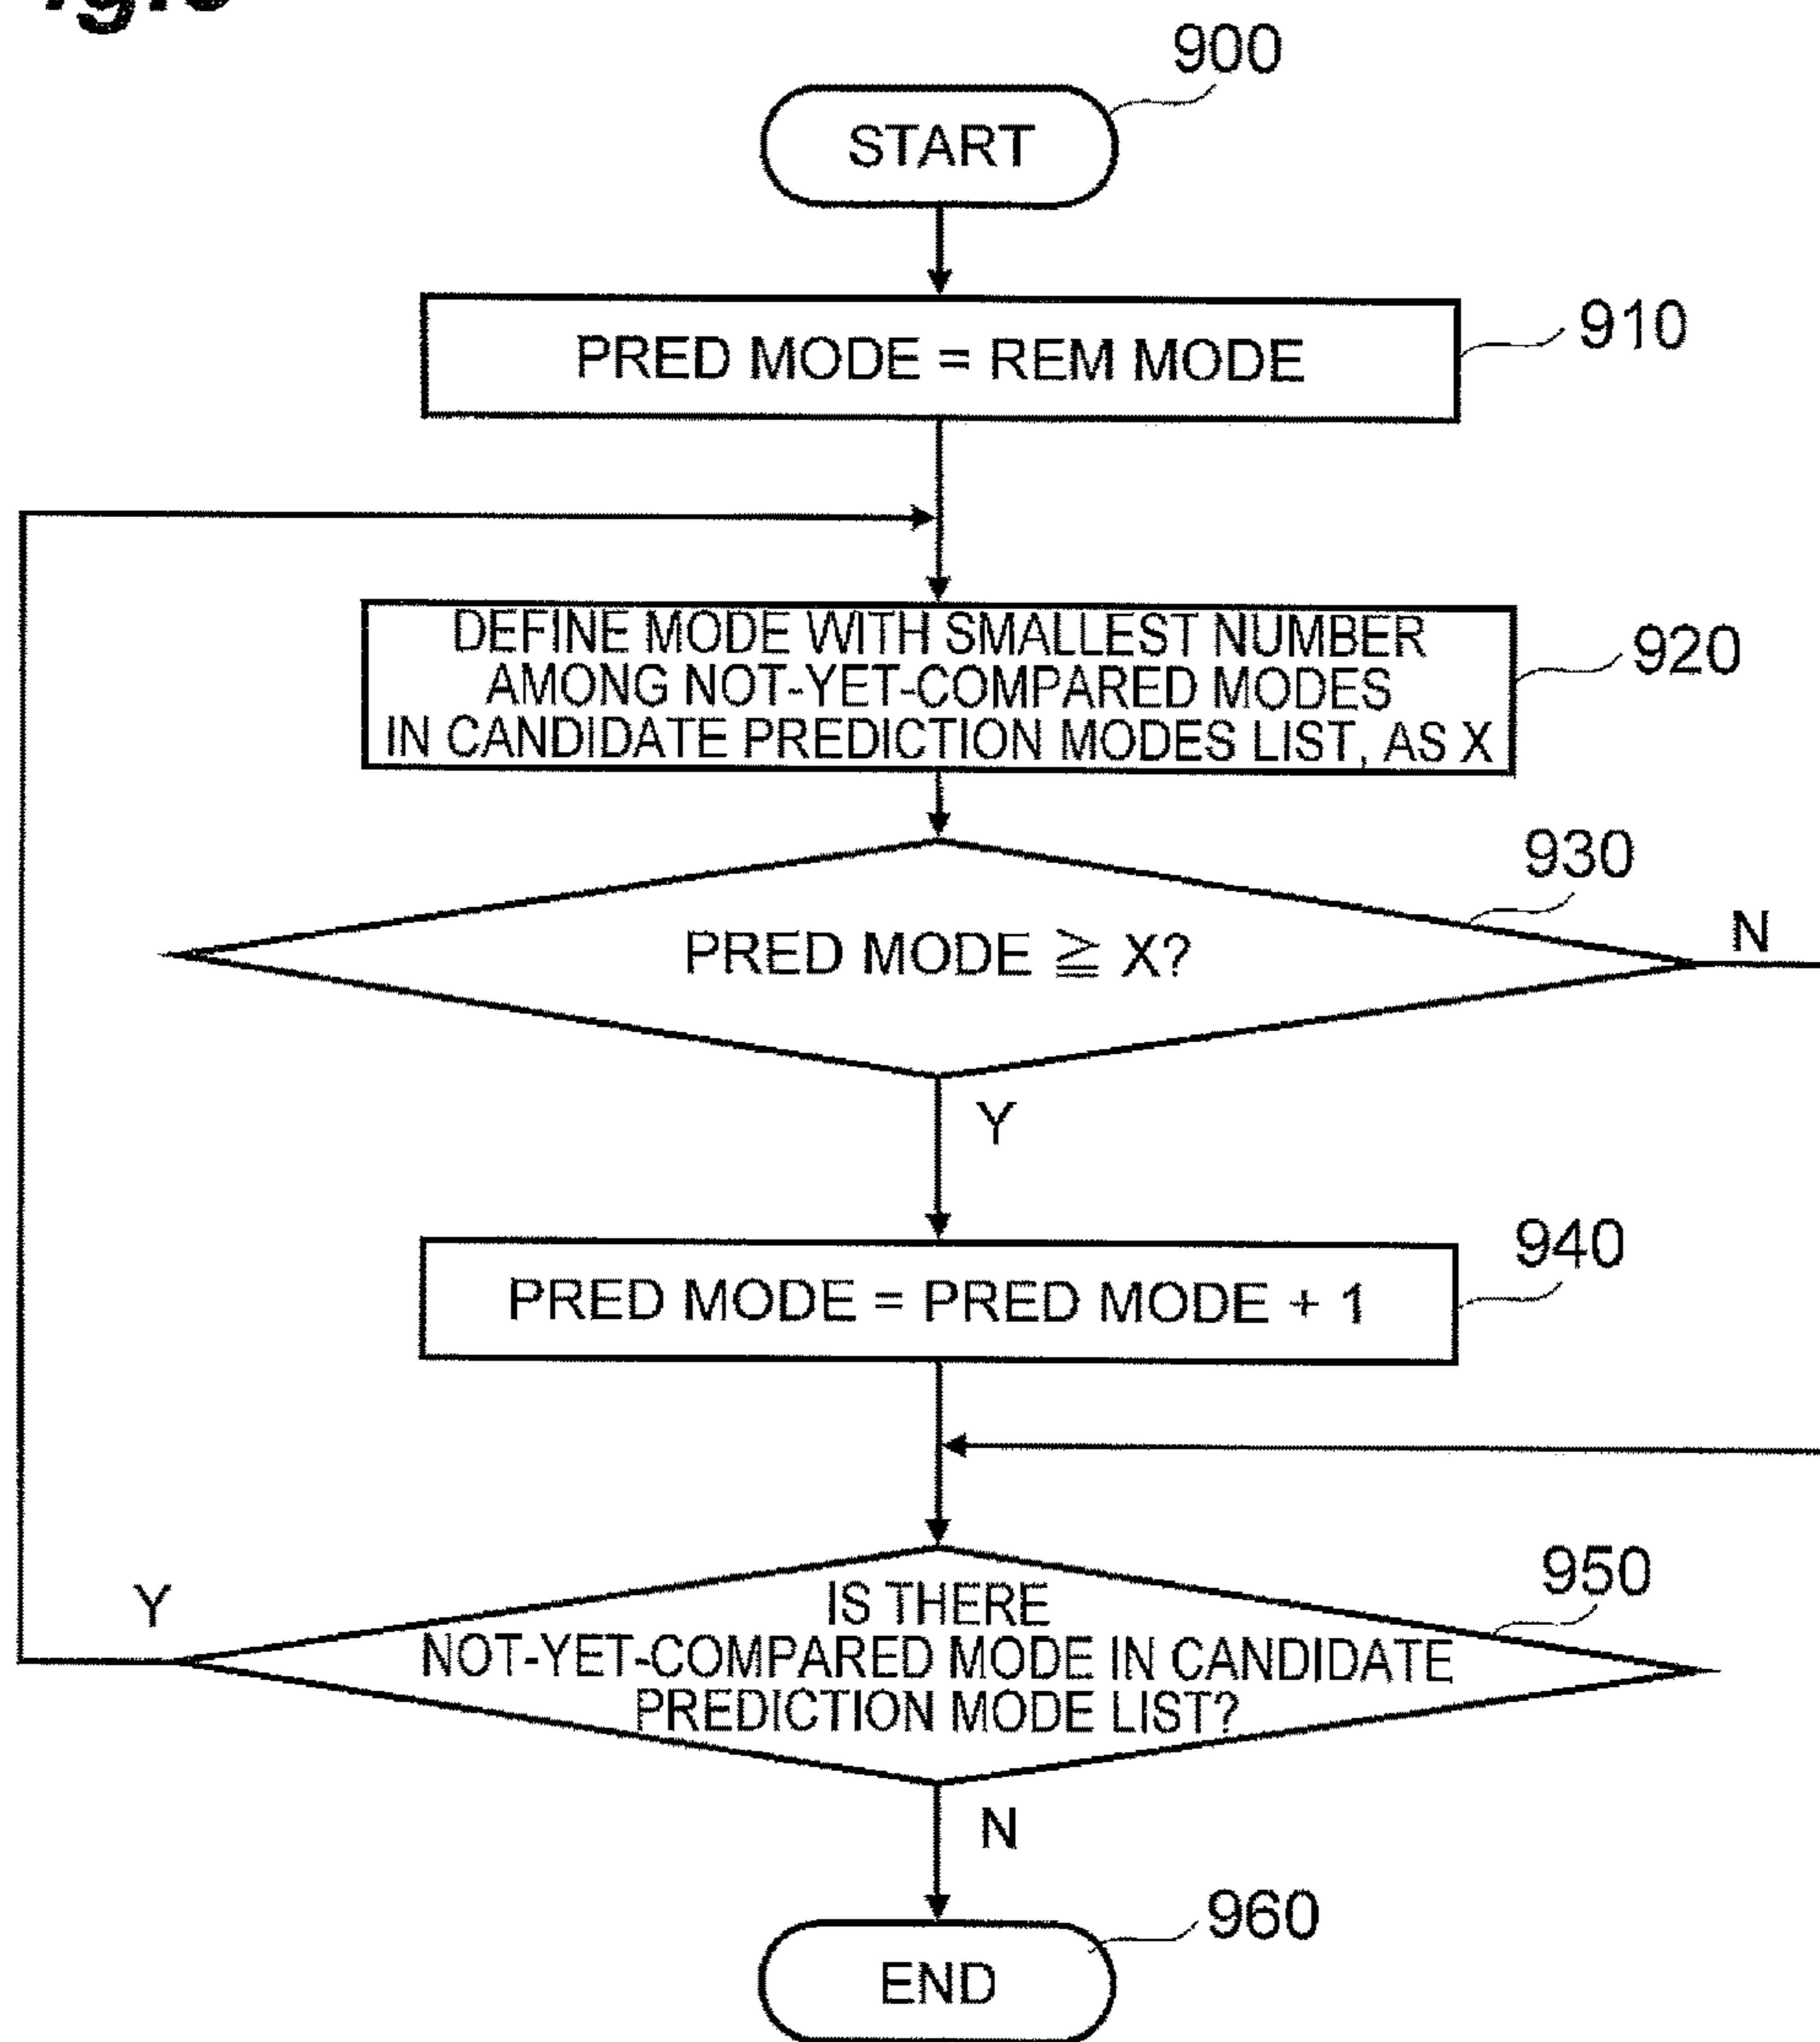 900
START
PRED MODE = REM MODE
910
DEFINE MODE WITH SMALLEST NUMBER
AMONG NOT-YET-COMPARED MODES
IN CANDIDATE PREDICTION MODES LIST, AS X
920
930
PRED MODE ≧ X?
N
Y
940
PRED MODE = PRED MODE + 1
950
Y
IS THERE
NOT-YET-COMPARED MODE IN CANDIDATE
PREDICTION MODE LIST?
N
960
END